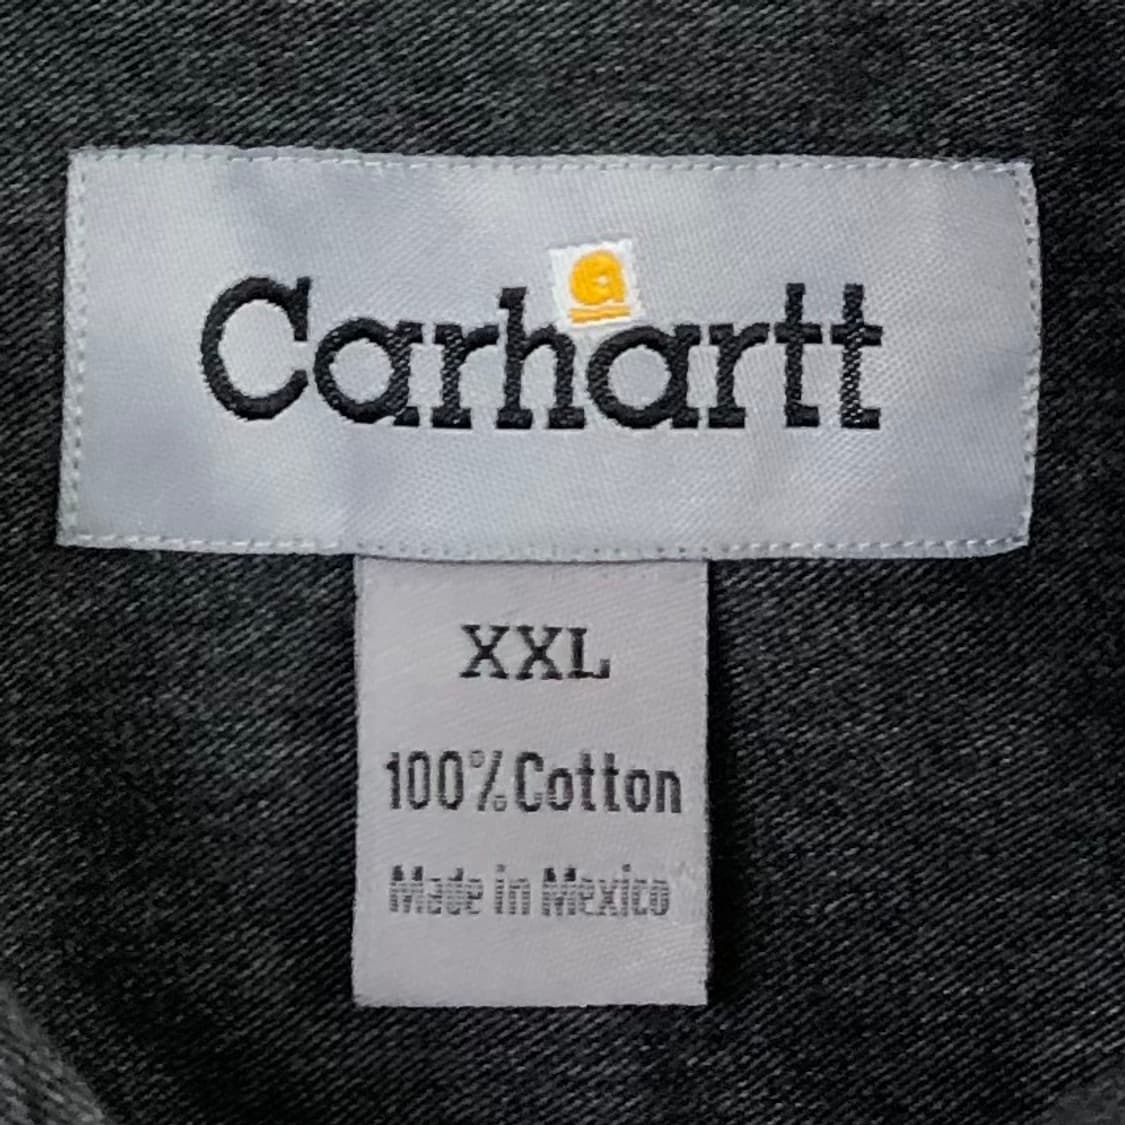 Carhartt
XXL
100% Cotton
Made in Mexico